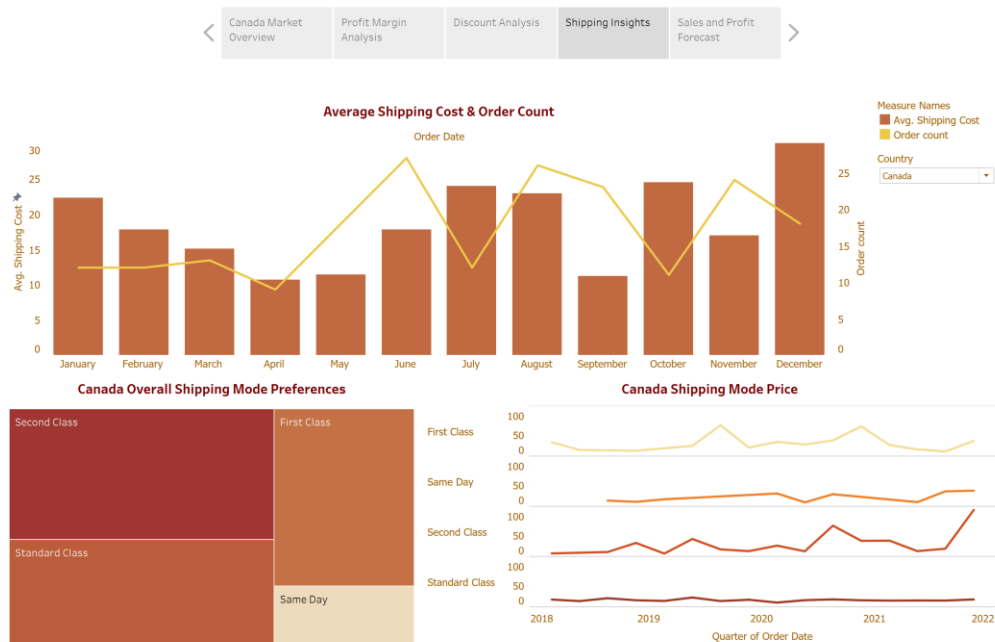 Canada Market
Overview
Profit Margin
Analysis
Discount Analysis
Shipping Insights
Sales and Profit
Forecast
Average Shipping Cost & Order Count
Order Date
Measure Names
Avg. Shipping Cost
Order count
Country
Canada
Avg. Shipping Cost
30
25
20
15
10
5
0
Order count
25
20
15
10
5
0
January
February
March
April
May
June
July
August
September
October
November
December
Canada Overall Shipping Mode Preferences
Second Class
First Class
Standard Class
Same Day
Canada Shipping Mode Price
First Class
100
50
0
Same Day
100
50
0
Second Class
100
50
0
Standard Class
100
50
0
2018
2019
2020
2021
2022
Quarter of Order Date